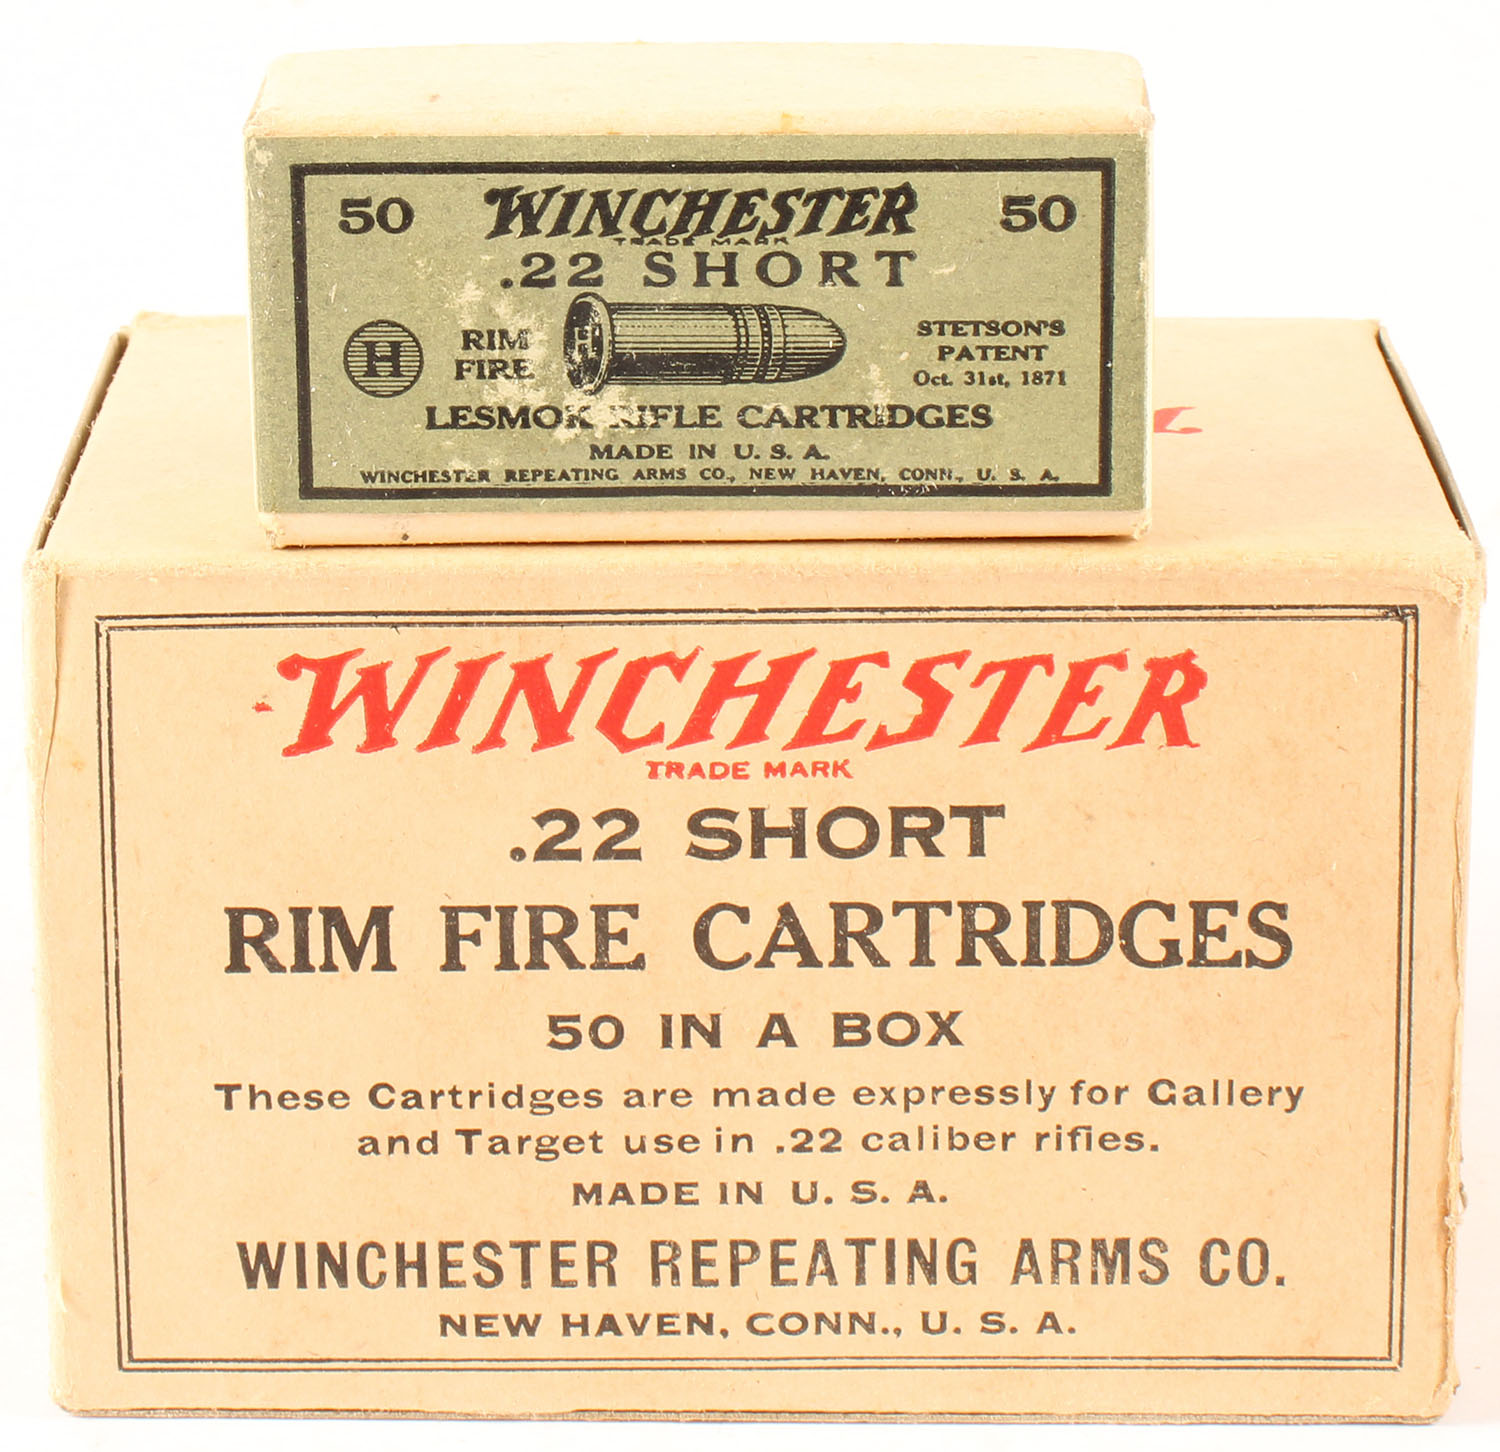 50 WINCHESTER 50
TRADE MARK
.22 SHORT
H RIM FIRE H STETSON'S PATENT Oct. 31st, 1871
LESMOK RIFLE CARTRIDGES
MADE IN U. S. A.
WINCHESTER REPEATING ARMS CO., NEW HAVEN, CONN., U. S. A.
WINCHESTER
TRADE MARK
.22 SHORT
RIM FIRE CARTRIDGES
50 IN A BOX
These Cartridges are made expressly for Gallery
and Target use in .22 caliber rifles.
MADE IN U. S. A.
WINCHESTER REPEATING ARMS CO.
NEW HAVEN, CONN., U. S. A.